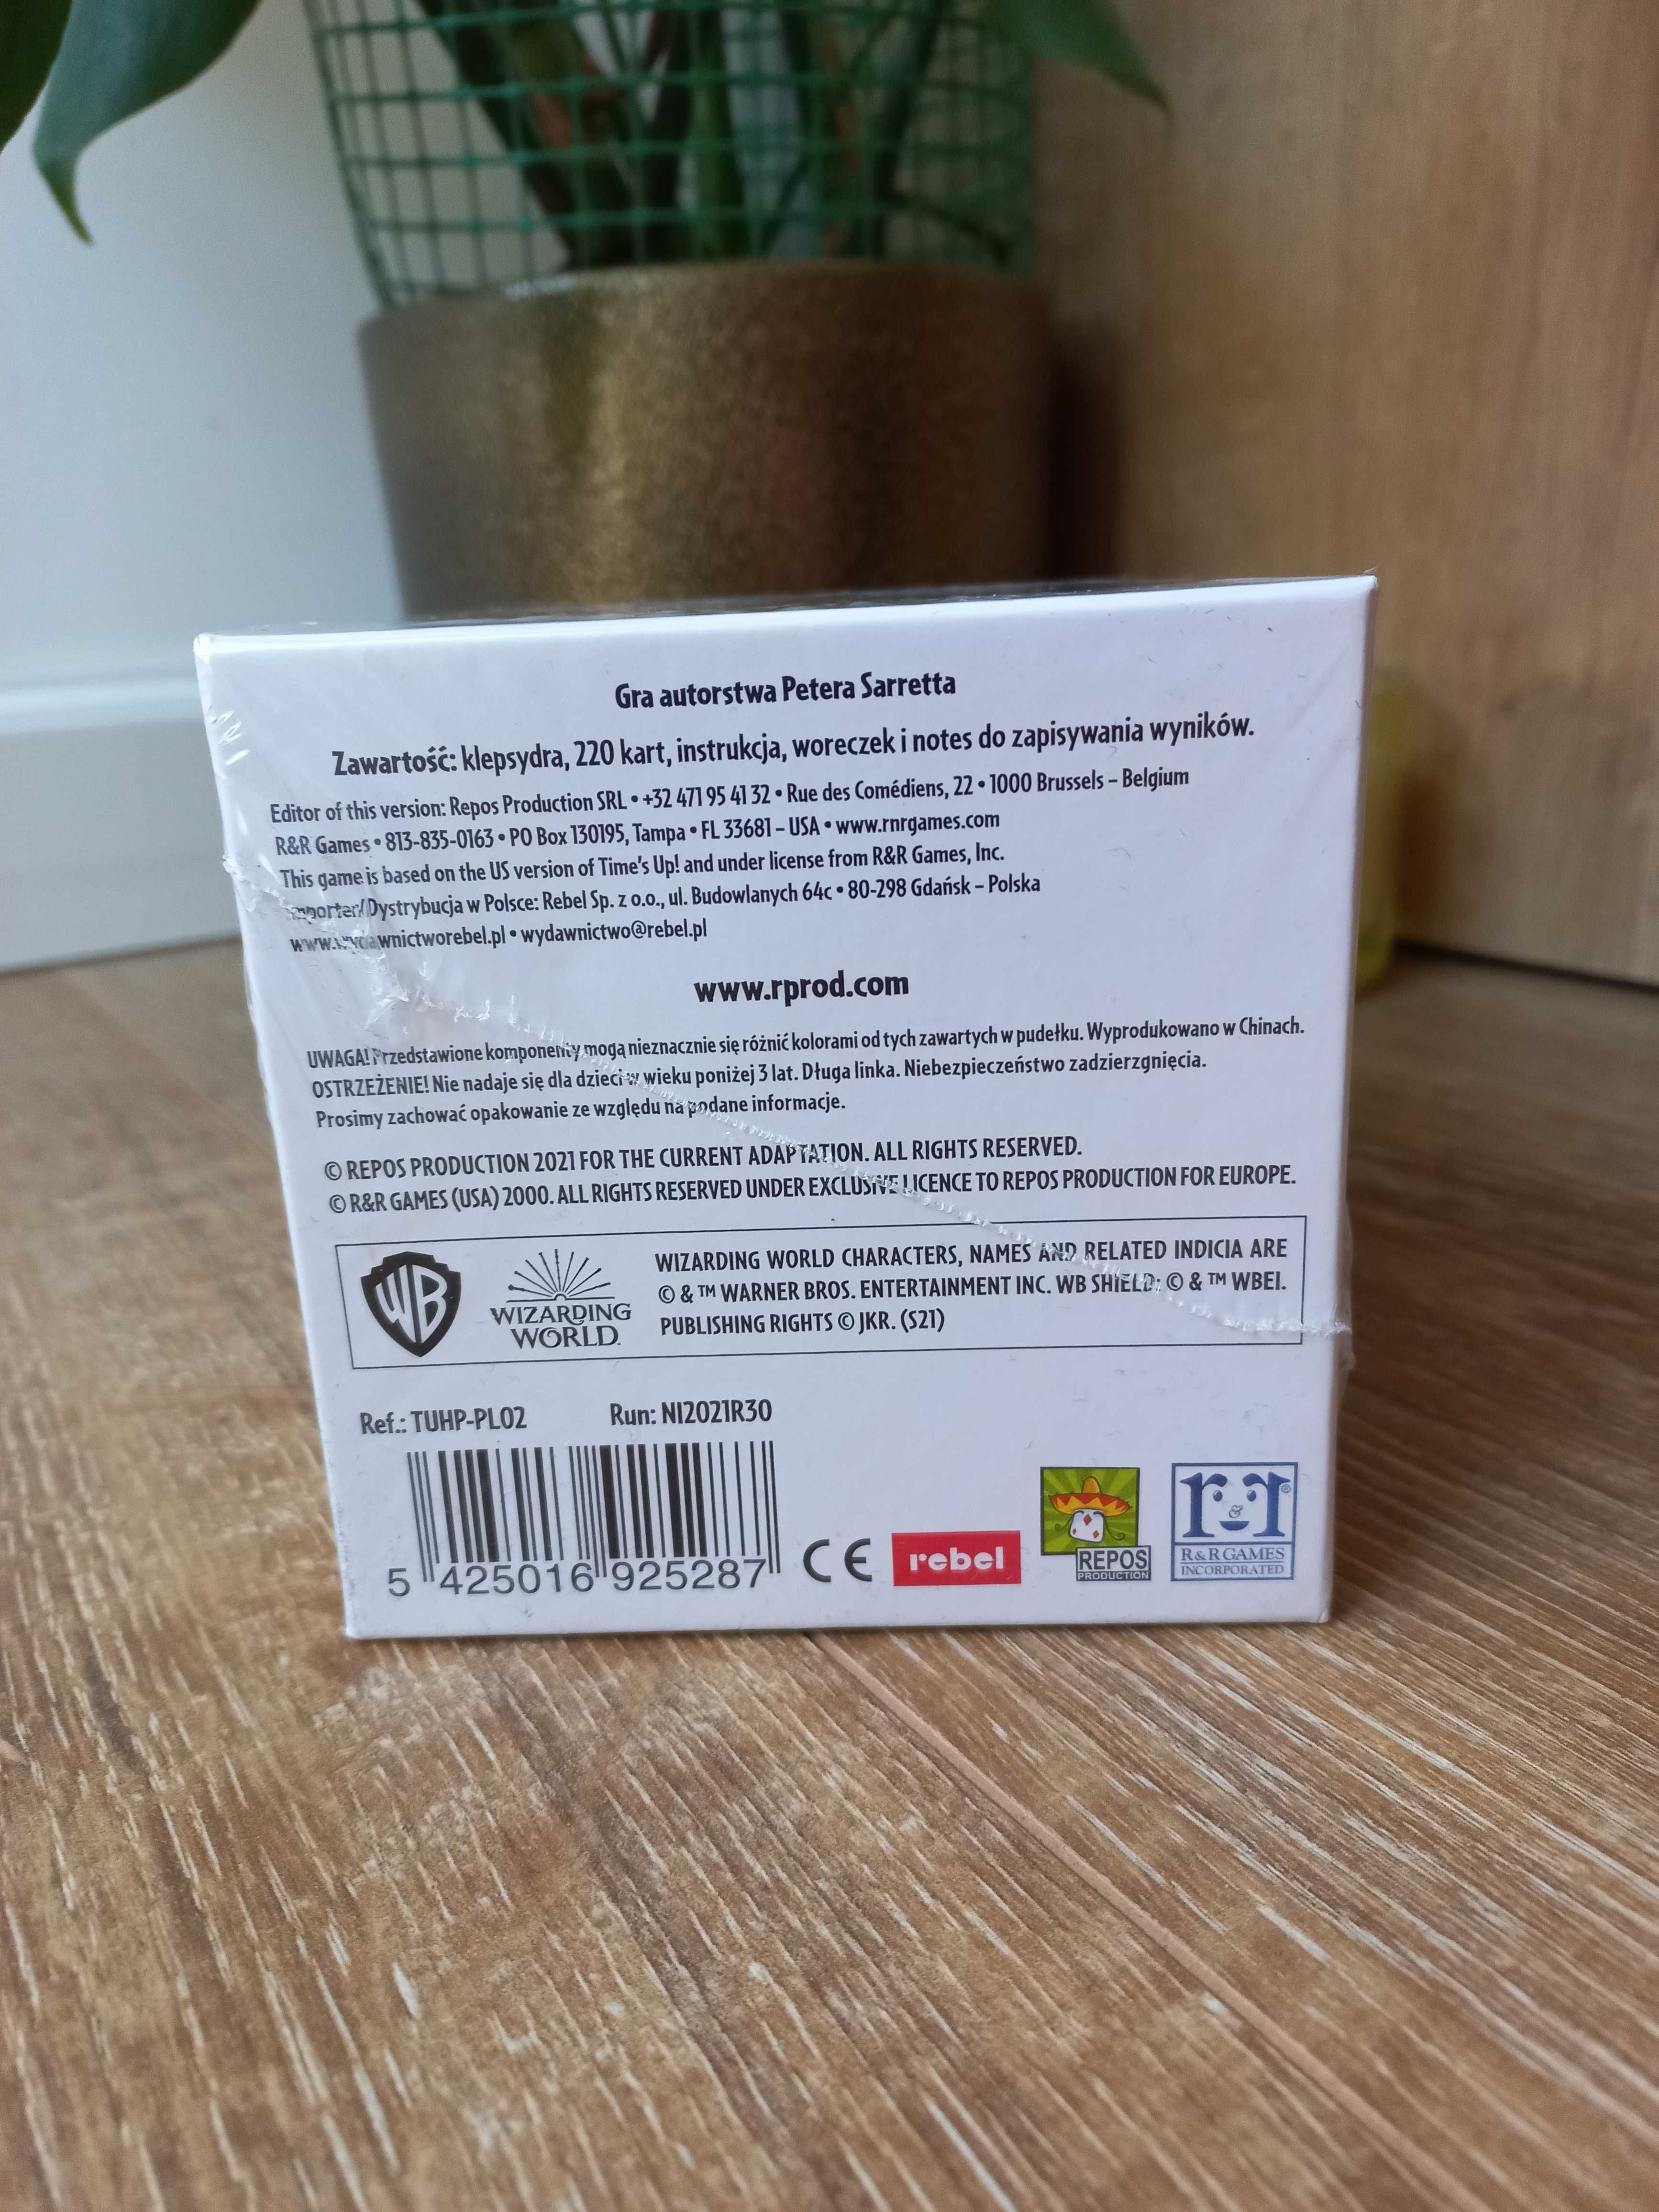 Gra autorstwa Petera Sarretta
Zawartość: klepsydra, 220 kart, instrukcja, woreczek i notes do zapisywania wyników.
Editor of this version: Repos Production SRL • +32 471 95 41 32 • Rue des Comédiens, 22 • 1000 Brussels – Belgium
R&R Games • 813-835-0163 • PO Box 130195, Tampa • FL 33681 – USA • www.rnrgames.com
This game is based on the US version of Time's Up! and under license from R&R Games, Inc.
Importer/Dystrybucja w Polsce: Rebel Sp. z o.o., ul. Budowlanych 64c • 80-298 Gdańsk – Polska
www.wydawnictworebel.pl • wydawnictwo@rebel.pl
www.rprod.com
UWAGA! Przedstawione komponenty mogą nieznacznie się różnić kolorami od tych zawartych w pudełku. Wyprodukowano w Chinach.
OSTRZEŻENIE! Nie nadaje się dla dzieci w wieku poniżej 3 lat. Długa linka. Niebezpieczeństwo zadzierzgnięcia.
Prosimy zachować opakowanie ze względu na podane informacje.
© REPOS PRODUCTION 2021 FOR THE CURRENT ADAPTATION. ALL RIGHTS RESERVED.
© R&R GAMES (USA) 2000. ALL RIGHTS RESERVED UNDER EXCLUSIVE LICENCE TO REPOS PRODUCTION FOR EUROPE.
WB
WIZARDING
WORLD
WIZARDING WORLD CHARACTERS, NAMES AND RELATED INDICIA ARE
© & ™ WARNER BROS. ENTERTAINMENT INC. WB SHIELD: © & ™ WBEI.
PUBLISHING RIGHTS © JKR. (S21)
Ref.: TUHP-PL02 Run: NI2021R30
5 425016 925287
CE
rebel
REPOS
PRODUCTION
r&r®
R&R GAMES
INCORPORATED